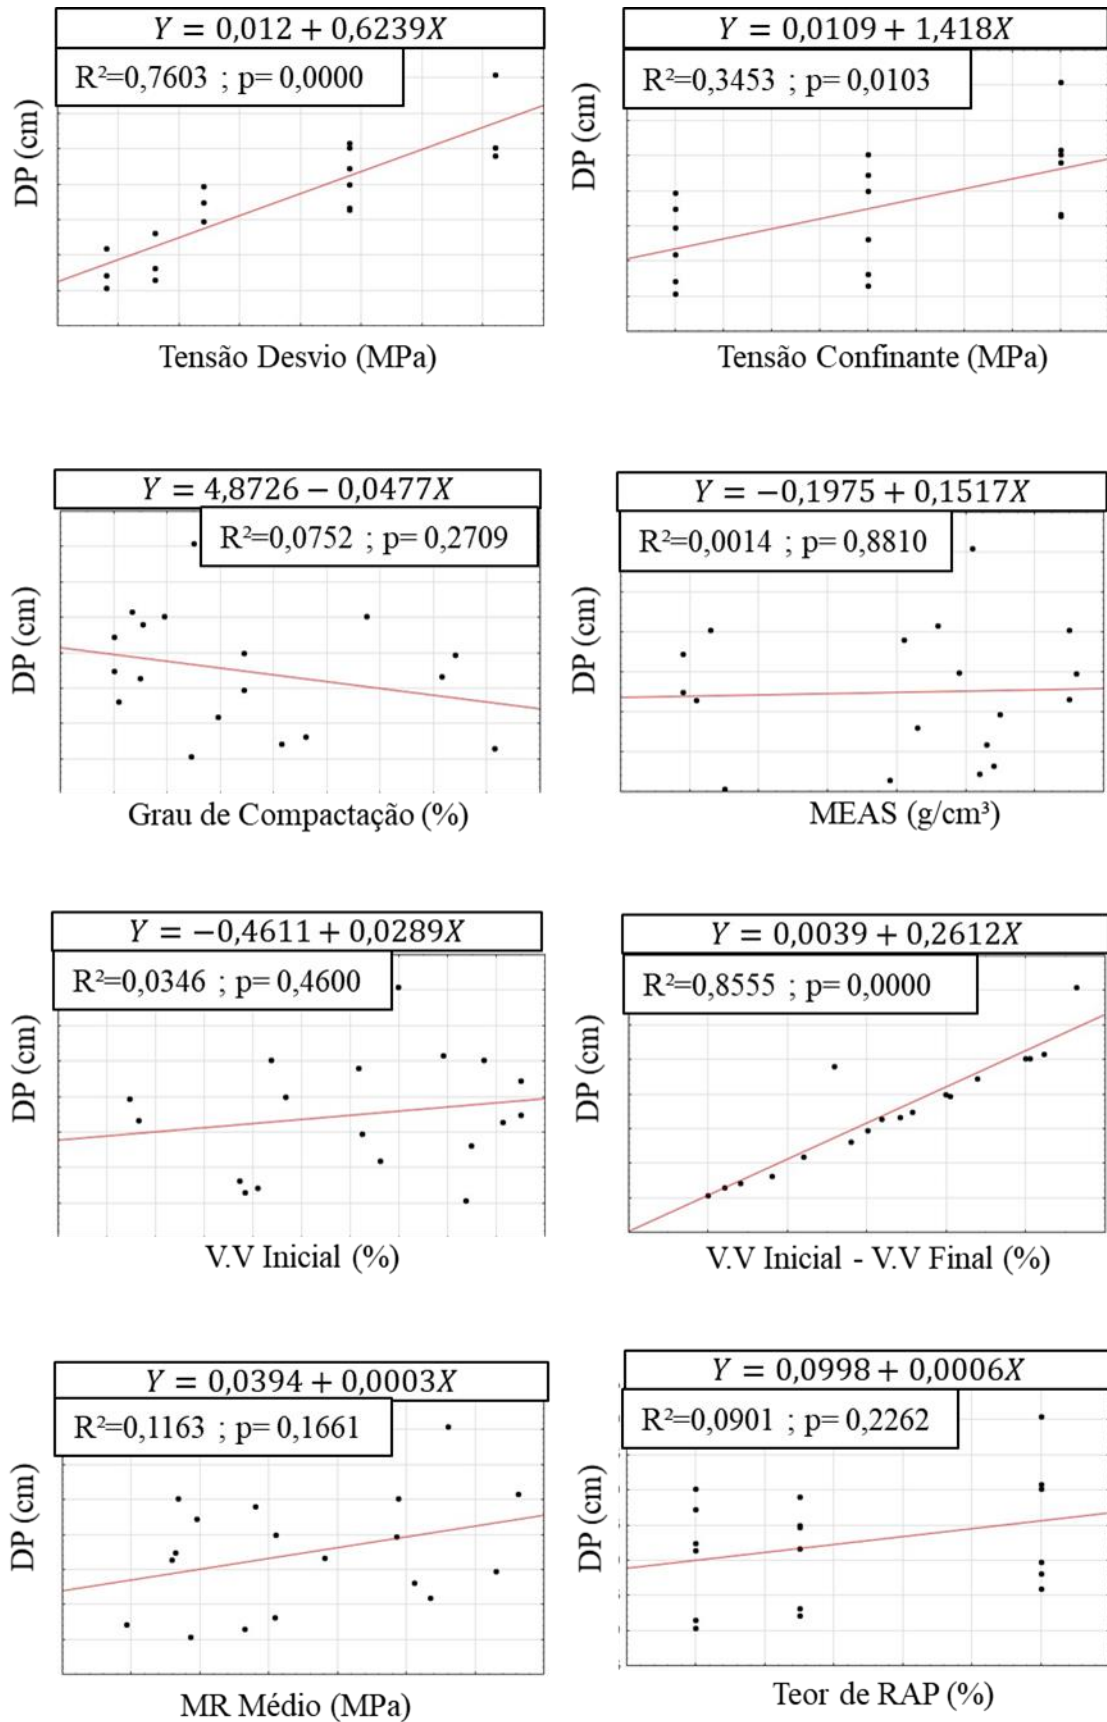 Y = 0,012 + 0,6239X
R²=0,7603 ; p= 0,0000
DP (cm)
Tensão Desvio (MPa)
Y = 0,0109 + 1,418X
R²=0,3453 ; p= 0,0103
DP (cm)
Tensão Confinante (MPa)
Y = 4,8726 − 0,0477X
R²=0,0752 ; p= 0,2709
DP (cm)
Grau de Compactação (%)
Y = −0,1975 + 0,1517X
R²=0,0014 ; p= 0,8810
DP (cm)
MEAS (g/cm³)
Y = −0,4611 + 0,0289X
R²=0,0346 ; p= 0,4600
DP (cm)
V.V Inicial (%)
Y = 0,0039 + 0,2612X
R²=0,8555 ; p= 0,0000
DP (cm)
V.V Inicial - V.V Final (%)
Y = 0,0394 + 0,0003X
R²=0,1163 ; p= 0,1661
DP (cm)
MR Médio (MPa)
Y = 0,0998 + 0,0006X
R²=0,0901 ; p= 0,2262
DP (cm)
Teor de RAP (%)